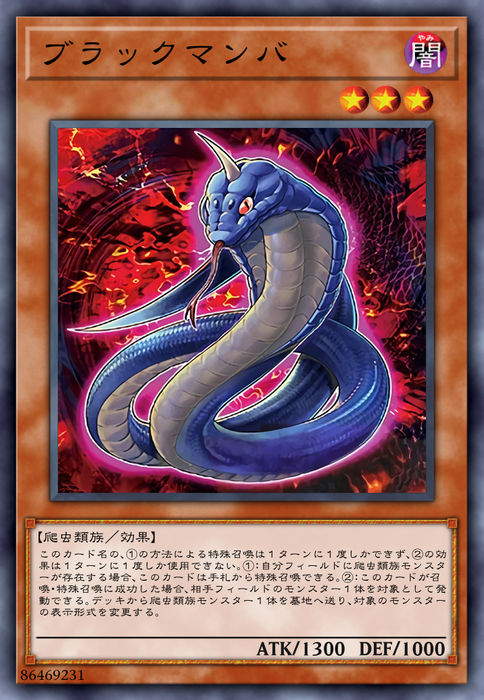 ブラックマンバ
やみ
闇
【爬虫類族／効果】
このカード名の、①の方法による特殊召喚は１ターンに１度しかできず、②の効
果は１ターンに１度しか使用できない。①：自分フィールドに爬虫類族モンスタ
ーが存在する場合、このカードは手札から特殊召喚できる。②：このカードが召
喚・特殊召喚に成功した場合、相手フィールドのモンスター１体を対象として発
動できる。デッキから爬虫類族モンスター１体を墓地へ送り、対象のモンスター
の表示形式を変更する。
ATK/1300 DEF/1000
86469231